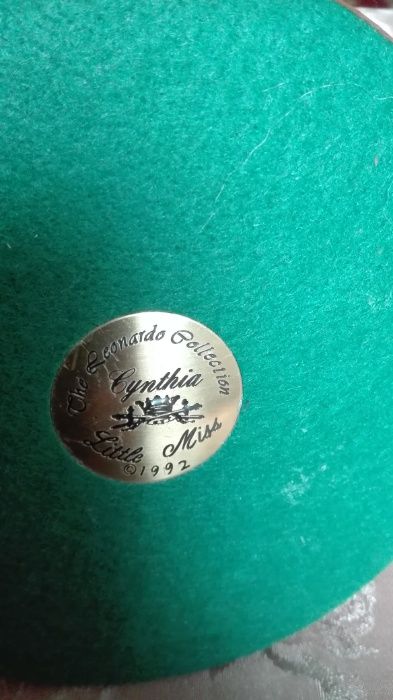 The Leonardo Collection
Cynthia
Little Miss
©1992